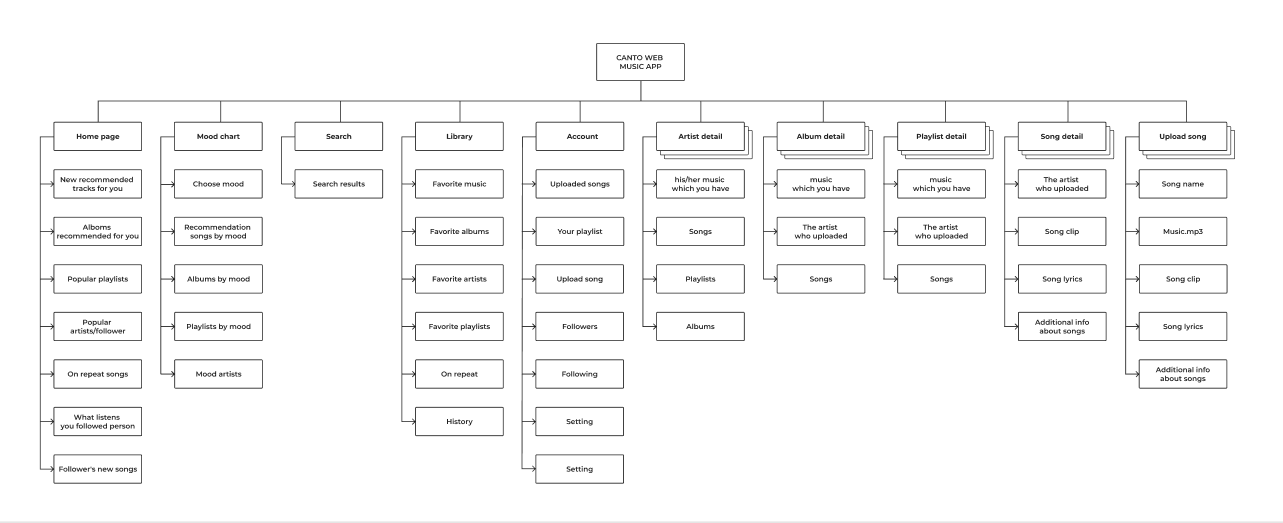 CANTO WEB
MUSIC APP
Home page
New recommended
tracks for you
Alboms
recommended for you
Popular playlists
Popular
artists/follower
On repeat songs
What listens
you followed person
Follower's new songs
Mood chart
Choose mood
Recommendation
songs by mood
Albums by mood
Playlists by mood
Mood artists
Search
Search results
Library
Favorite music
Favorite albums
Favorite artists
Favorite playlists
On repeat
History
Account
Uploaded songs
Your playlist
Upload song
Followers
Following
Setting
Setting
Artist detail
his/her music
which you have
Songs
Playlists
Albums
Album detail
music
which you have
The artist
who uploaded
Songs
Playlist detail
music
which you have
The artist
who uploaded
Songs
Song detail
The artist
who uploaded
Song clip
Song lyrics
Additional info
about songs
Upload song
Song name
Music.mp3
Song clip
Song lyrics
Additional info
about songs